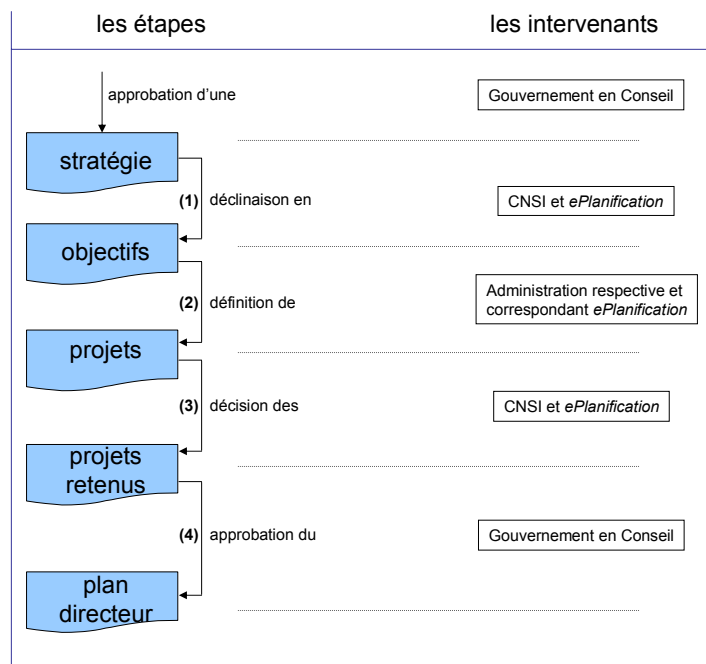 les étapes
les intervenants
approbation d'une
Gouvernement en Conseil
stratégie
(1) déclinaison en
CNSI et ePlanification
objectifs
(2) définition de
Administration respective et
correspondant ePlanification
projets
(3) décision des
CNSI et ePlanification
projets
retenus
(4) approbation du
Gouvernement en Conseil
plan
directeur